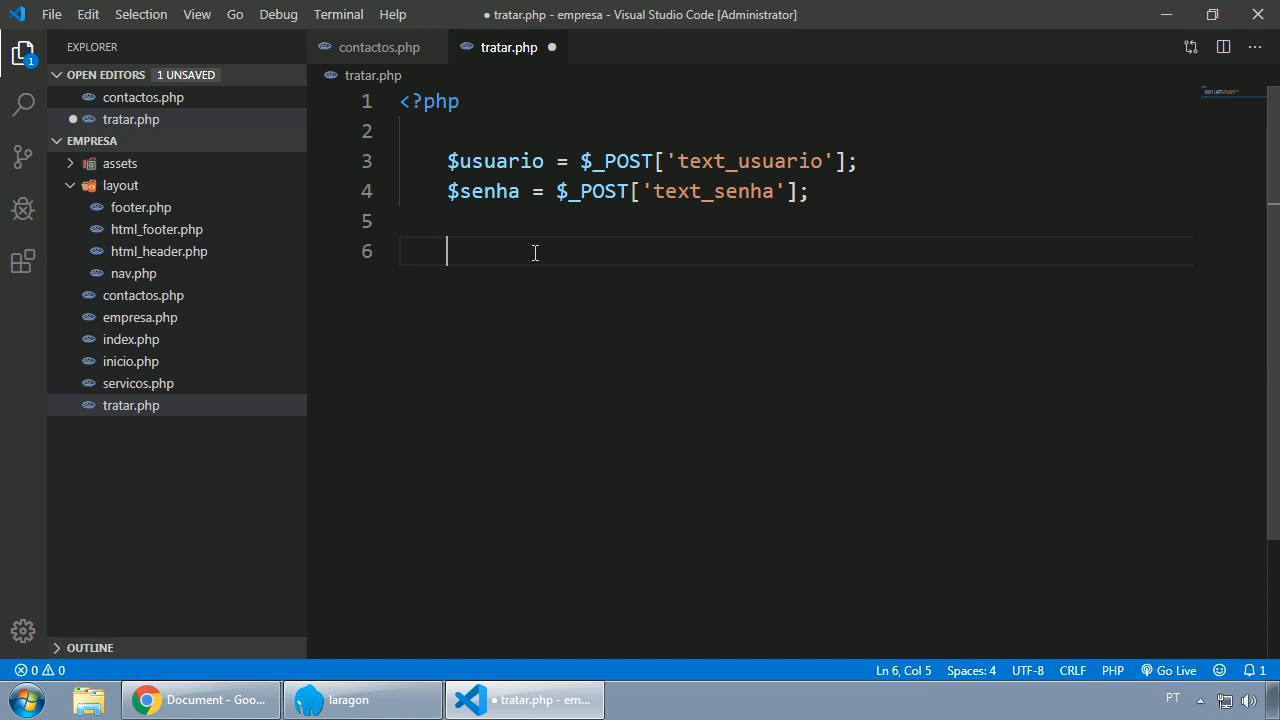 File Edit Selection View Go Debug Terminal Help
● tratar.php - empresa - Visual Studio Code [Administrator]
EXPLORER
OPEN EDITORS 1 UNSAVED
contactos.php
tratar.php
EMPRESA
assets
layout
footer.php
html_footer.php
html_header.php
nav.php
contactos.php
empresa.php
index.php
inicio.php
servicos.php
tratar.php
OUTLINE
1
contactos.php
tratar.php
tratar.php
1 <?php
2
3 $usuario = $_POST['text_usuario'];
4 $senha = $_POST['text_senha'];
5
6
0 0
Ln 6, Col 5 Spaces: 4 UTF-8 CRLF PHP Go Live 1
Document - Goo...
laragon
● tratar.php - em...
PT